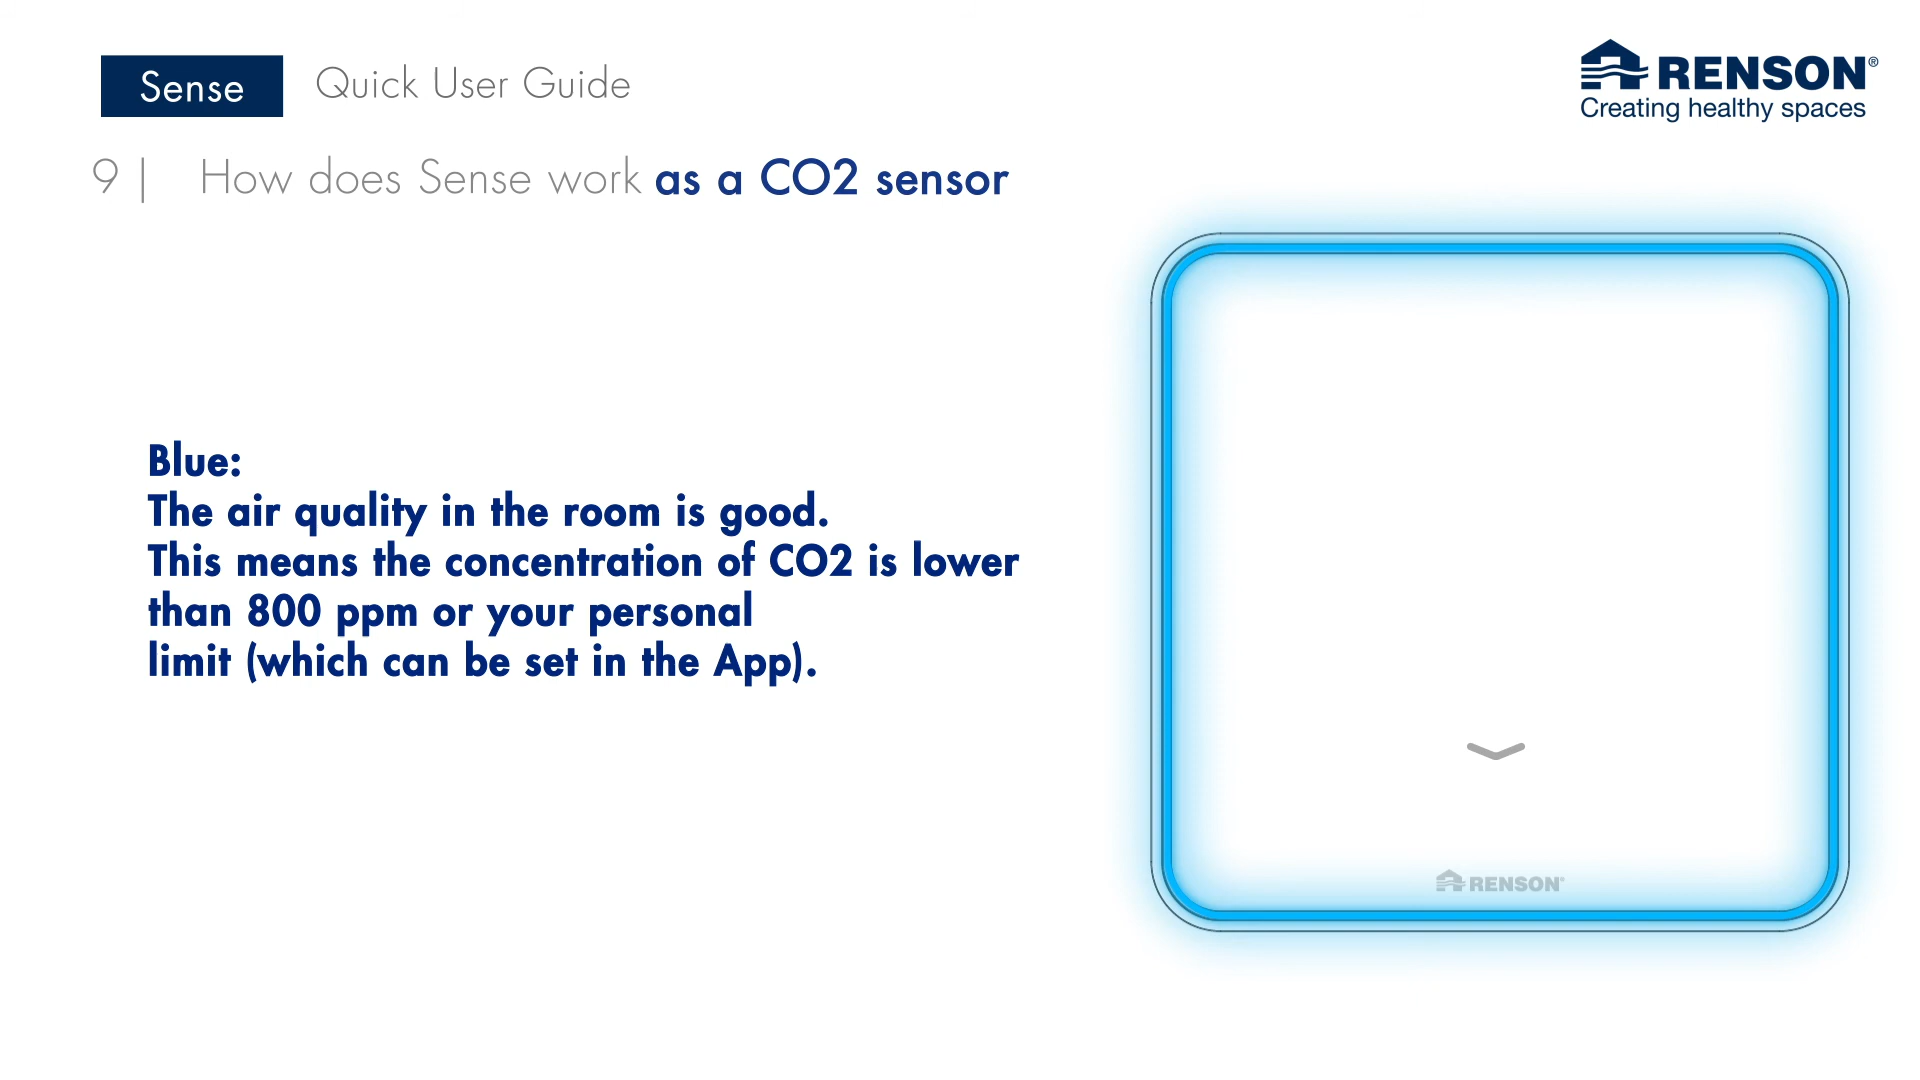 Sense Quick User Guide
RENSON®
Creating healthy spaces
9 | How does Sense work as a CO2 sensor
Blue:
The air quality in the room is good.
This means the concentration of CO2 is lower
than 800 ppm or your personal
limit (which can be set in the App).
RENSON®